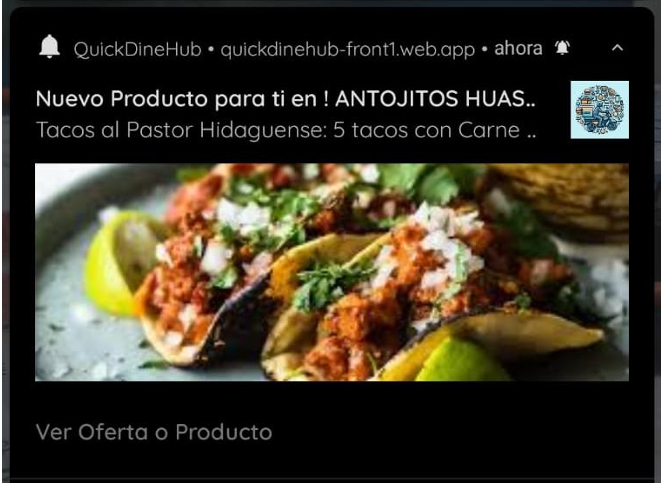 QuickDineHub • quickdinehub-front1.web.app • ahora
Nuevo Producto para ti en ! ANTOJITOS HUAS..
Tacos al Pastor Hidaguense: 5 tacos con Carne ..
Ver Oferta o Producto